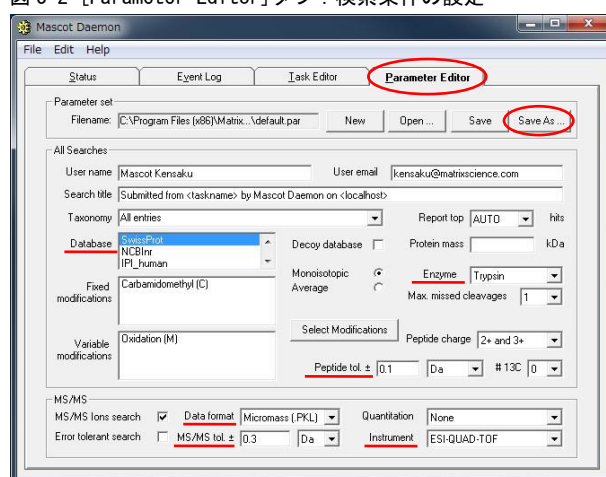 図 3-2 [Parameter Editor]タブ:検索条件の設定
Mascot Daemon
File Edit Help
Status Event Log Task Editor Parameter Editor
Parameter set
Filename: C:\Program Files (x86)\Matrix...\default.par New Open ... Save Save As ...
All Searches
User name Mascot Kensaku User email kensaku@matrixscience.com
Search title Submitted from <taskname> by Mascot Daemon on <localhost>
Taxonomy All entries Report top AUTO hits
Database SwissProt Decoy database Protein mass kDa
NCBInr
IPI_human
Monoisotopic Enzyme Trypsin
Fixed modifications Carbamidomethyl (C) Average Max. missed cleavages 1
Variable modifications Oxidation (M) Select Modifications Peptide charge 2+ and 3+
Peptide tol. ± 0.1 Da # 13C 0
MS/MS
MS/MS Ions search Data format Micromass (.PKL) Quantitation None
Error tolerant search MS/MS tol. ± 0.3 Da Instrument ESI-QUAD-TOF